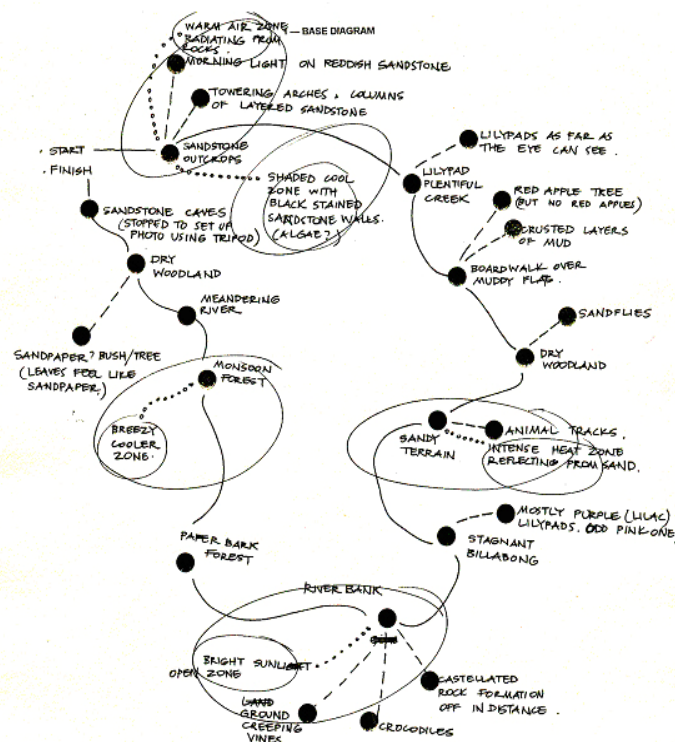 WARM AIR ZONE
RADIATING FROM
ROCKS.
BASE DIAGRAM
MORNING LIGHT ON REDDISH SANDSTONE
TOWERING ARCHES & COLUMNS
OF LAYERED SANDSTONE
. START
SANDSTONE
OUTCROPS
. FINISH
SHADED COOL
ZONE WITH
BLACK STAINED
SANDSTONE WALLS.
(ALGAE?)
LILYPADS AS FAR AS
THE EYE CAN SEE .
LILYPAD
PLENTIFUL
CREEK
RED APPLE TREE
(BUT NO RED APPLES)
CRUSTED LAYERS
OF MUD
SANDSTONE CAVES
(STOPPED TO SET UP
PHOTO USING TRIPOD)
BOARDWALK OVER
MUDDY FLAT.
DRY
WOODLAND
MEANDERING
RIVER
SANDFLIES
DRY
WOODLAND
SANDPAPER? BUSH/TREE
(LEAVES FEEL LIKE
SANDPAPER)
MONSOON
FOREST
BREEZY
COOLER
ZONE.
SANDY
TERRAIN
ANIMAL TRACKS.
INTENSE HEAT ZONE
REFLECTING FROM SAND.
MOSTLY PURPLE (LILAC)
LILYPADS. ODD PINK ONE
STAGNANT
BILLABONG
PAPER BARK
FOREST
RIVER BANK
BRIGHT SUNLIGHT
OPEN ZONE
CASTELLATED
ROCK FORMATION
OFF IN DISTANCE .
GROUND
CREEPING
VINES
CROCODILES